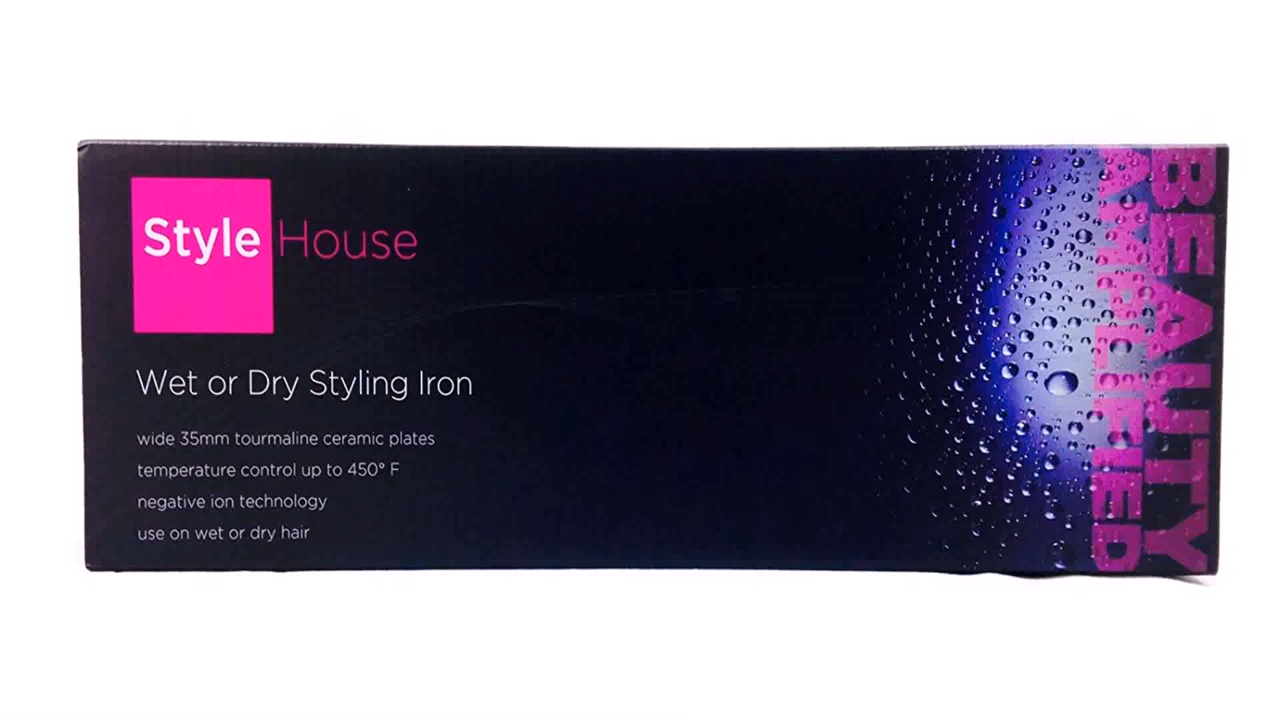 Style House
Wet or Dry Styling Iron
wide 35mm tourmaline ceramic plates
temperature control up to 450° F
negative ion technology
use on wet or dry hair
BEAUTY
AMPLIFIED